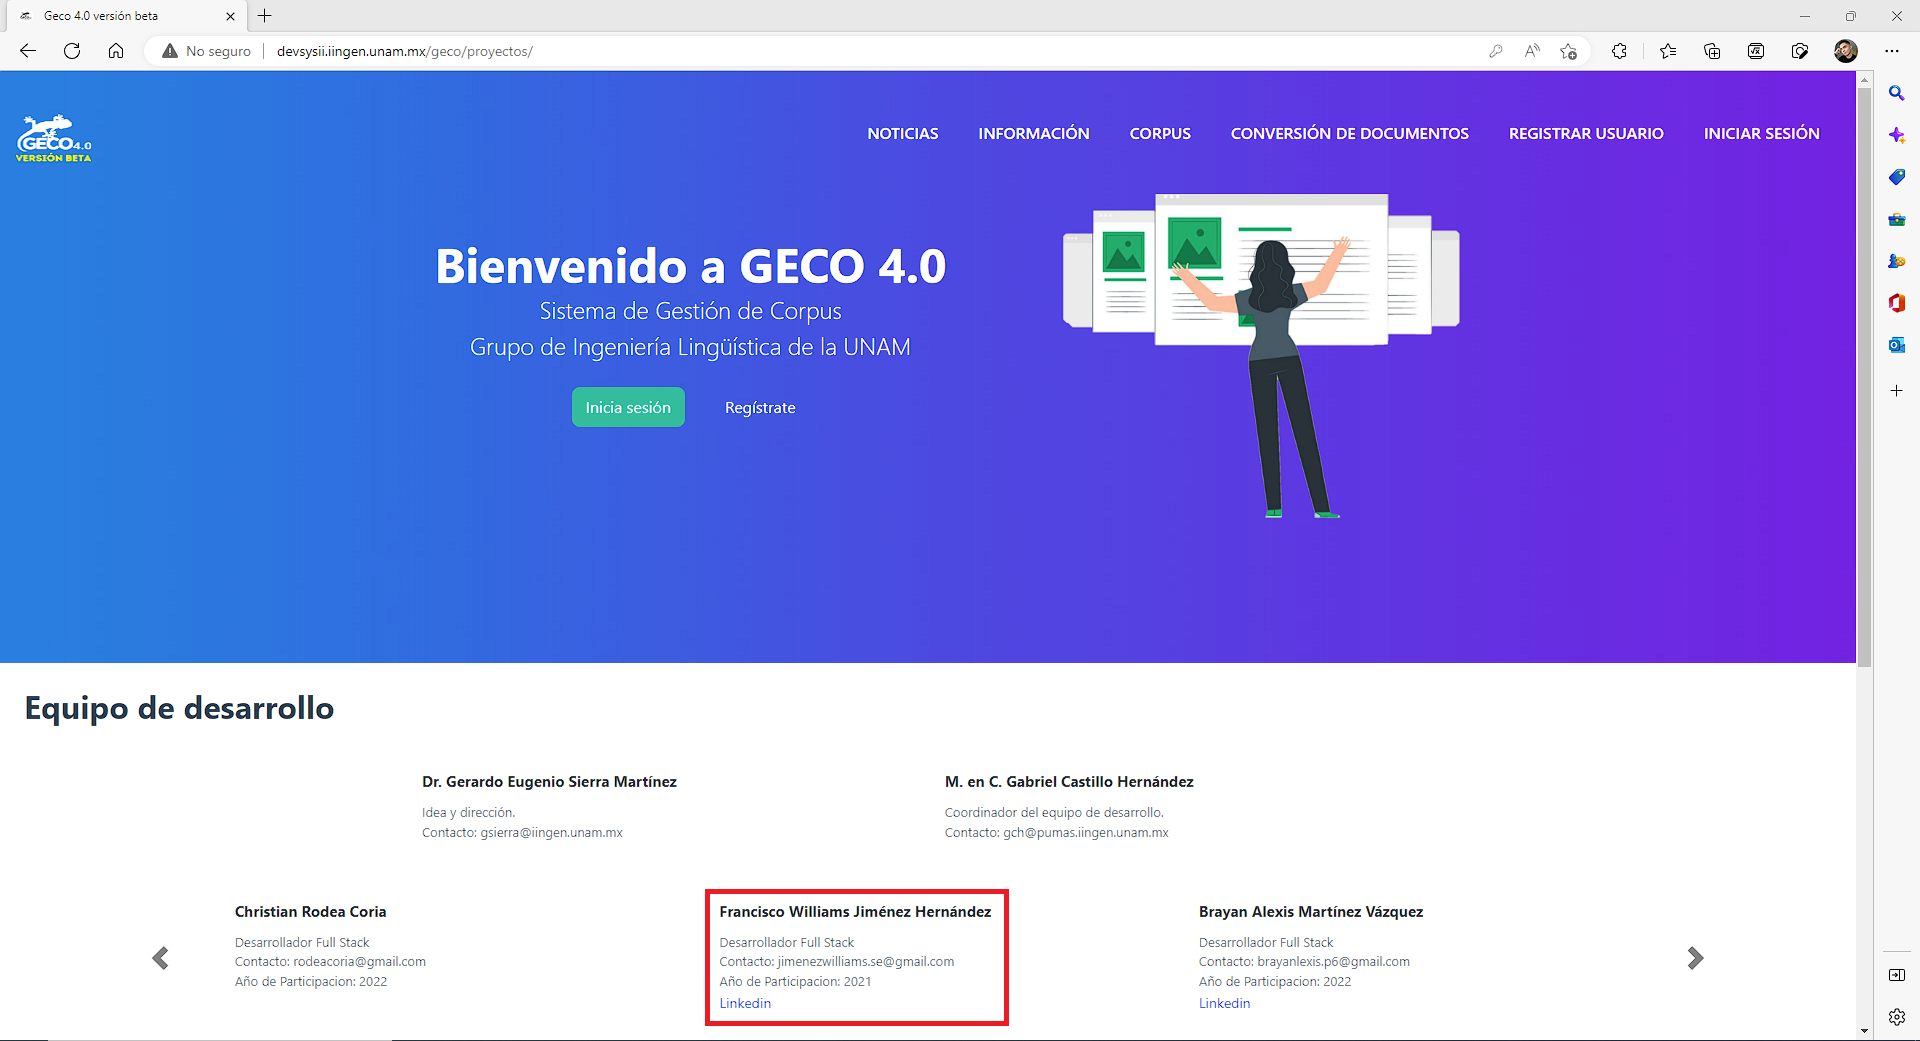 Geco 4.0 versión beta
No seguro
devsysii.iingen.unam.mx/geco/proyectos/
GECO4.0
VERSIÓN BETA
NOTICIAS
INFORMACIÓN
CORPUS
CONVERSIÓN DE DOCUMENTOS
REGISTRAR USUARIO
INICIAR SESIÓN
Bienvenido a GECO 4.0
Sistema de Gestión de Corpus
Grupo de Ingeniería Lingüística de la UNAM
Inicia sesión
Regístrate
Equipo de desarrollo
Dr. Gerardo Eugenio Sierra Martínez
Idea y dirección.
Contacto: gsierra@iingen.unam.mx
M. en C. Gabriel Castillo Hernández
Coordinador del equipo de desarrollo.
Contacto: gch@pumas.iingen.unam.mx
Christian Rodea Coria
Desarrollador Full Stack
Contacto: rodeacoria@gmail.com
Año de Participacion: 2022
Francisco Williams Jiménez Hernández
Desarrollador Full Stack
Contacto: jimenezwilliams.se@gmail.com
Año de Participacion: 2021
Linkedin
Brayan Alexis Martínez Vázquez
Desarrollador Full Stack
Contacto: brayanlexis.p6@gmail.com
Año de Participacion: 2022
Linkedin